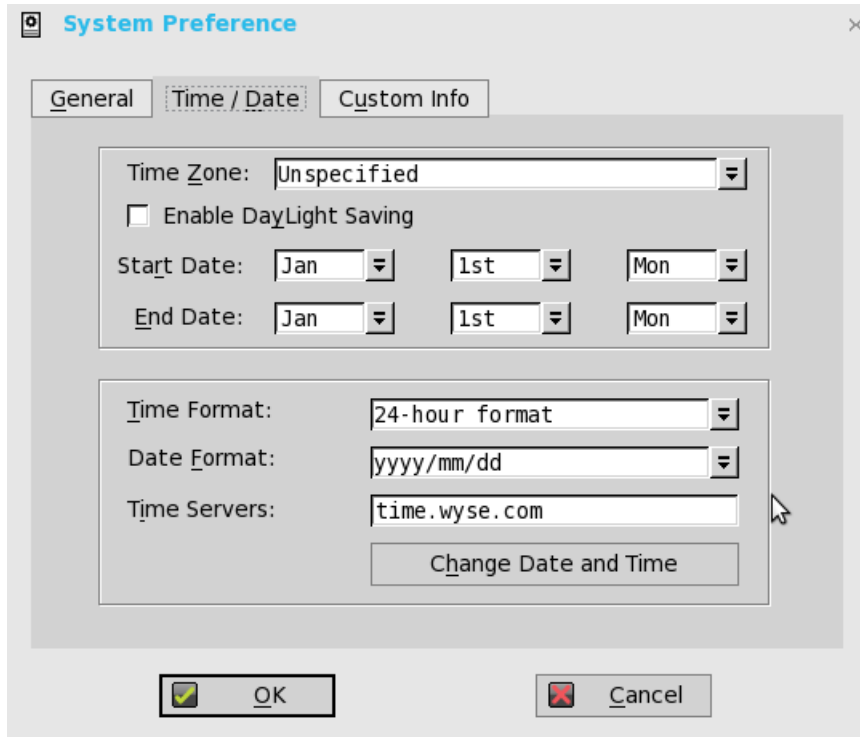 System Preference
General Time / Date Custom Info
Time Zone: Unspecified
Enable DayLight Saving
Start Date: Jan 1st Mon
End Date: Jan 1st Mon
Time Format: 24-hour format
Date Format: yyyy/mm/dd
Time Servers: time.wyse.com
Change Date and Time
OK Cancel